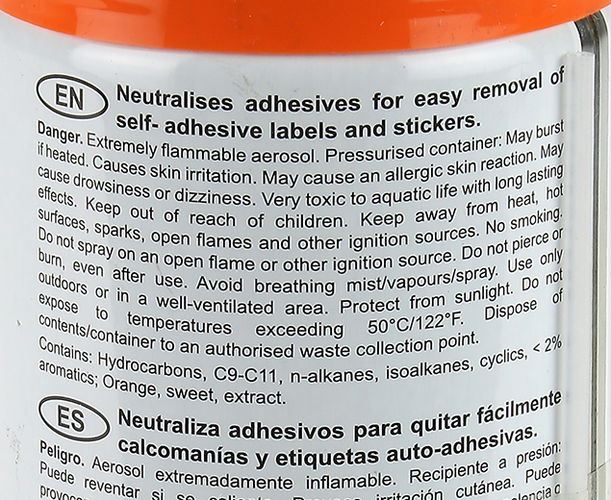 EN Neutralises adhesives for easy removal of
self- adhesive labels and stickers.
Danger. Extremely flammable aerosol. Pressurised container: May burst
if heated. Causes skin irritation. May cause an allergic skin reaction. May
cause drowsiness or dizziness. Very toxic to aquatic life with long lasting
effects. Keep out of reach of children. Keep away from heat, hot
surfaces, sparks, open flames and other ignition sources. No smoking.
Do not spray on an open flame or other ignition source. Do not pierce or
burn, even after use. Avoid breathing mist/vapours/spray. Use only
outdoors or in a well-ventilated area. Protect from sunlight. Do not
expose to temperatures exceeding 50°C/122°F. Dispose of
contents/container to an authorised waste collection point.
Contains: Hydrocarbons, C9-C11, n-alkanes, isoalkanes, cyclics, < 2%
aromatics; Orange, sweet, extract.
ES Neutraliza adhesivos para quitar fácilmente
calcomanías y etiquetas auto-adhesivas.
Peligro. Aerosol extremadamente inflamable. Recipiente a presión:
Puede reventar si se calienta. Provoca irritación cutánea. Puede